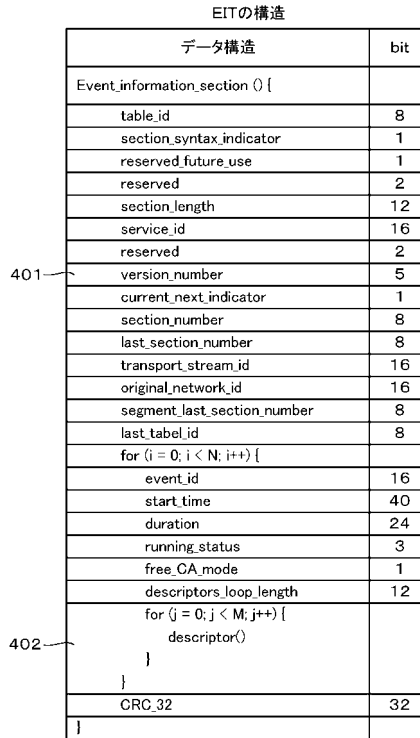 EITの構造
データ構造 bit
Event_information_section () {
table_id 8
section_syntax_indicator 1
reserved_future_use 1
reserved 2
section_length 12
service_id 16
reserved 2
401 version_number 5
current_next_indicator 1
section_number 8
last_section_number 8
transport_stream_id 16
original_network_id 16
segment_last_section_number 8
last_tabel_id 8
for (i = 0; i < N; i++) {
event_id 16
start_time 40
duration 24
running_status 3
free_CA_mode 1
descriptors_loop_length 12
for (j = 0; j < M; j++) {
descriptor()
402 }
}
CRC_32 32
}